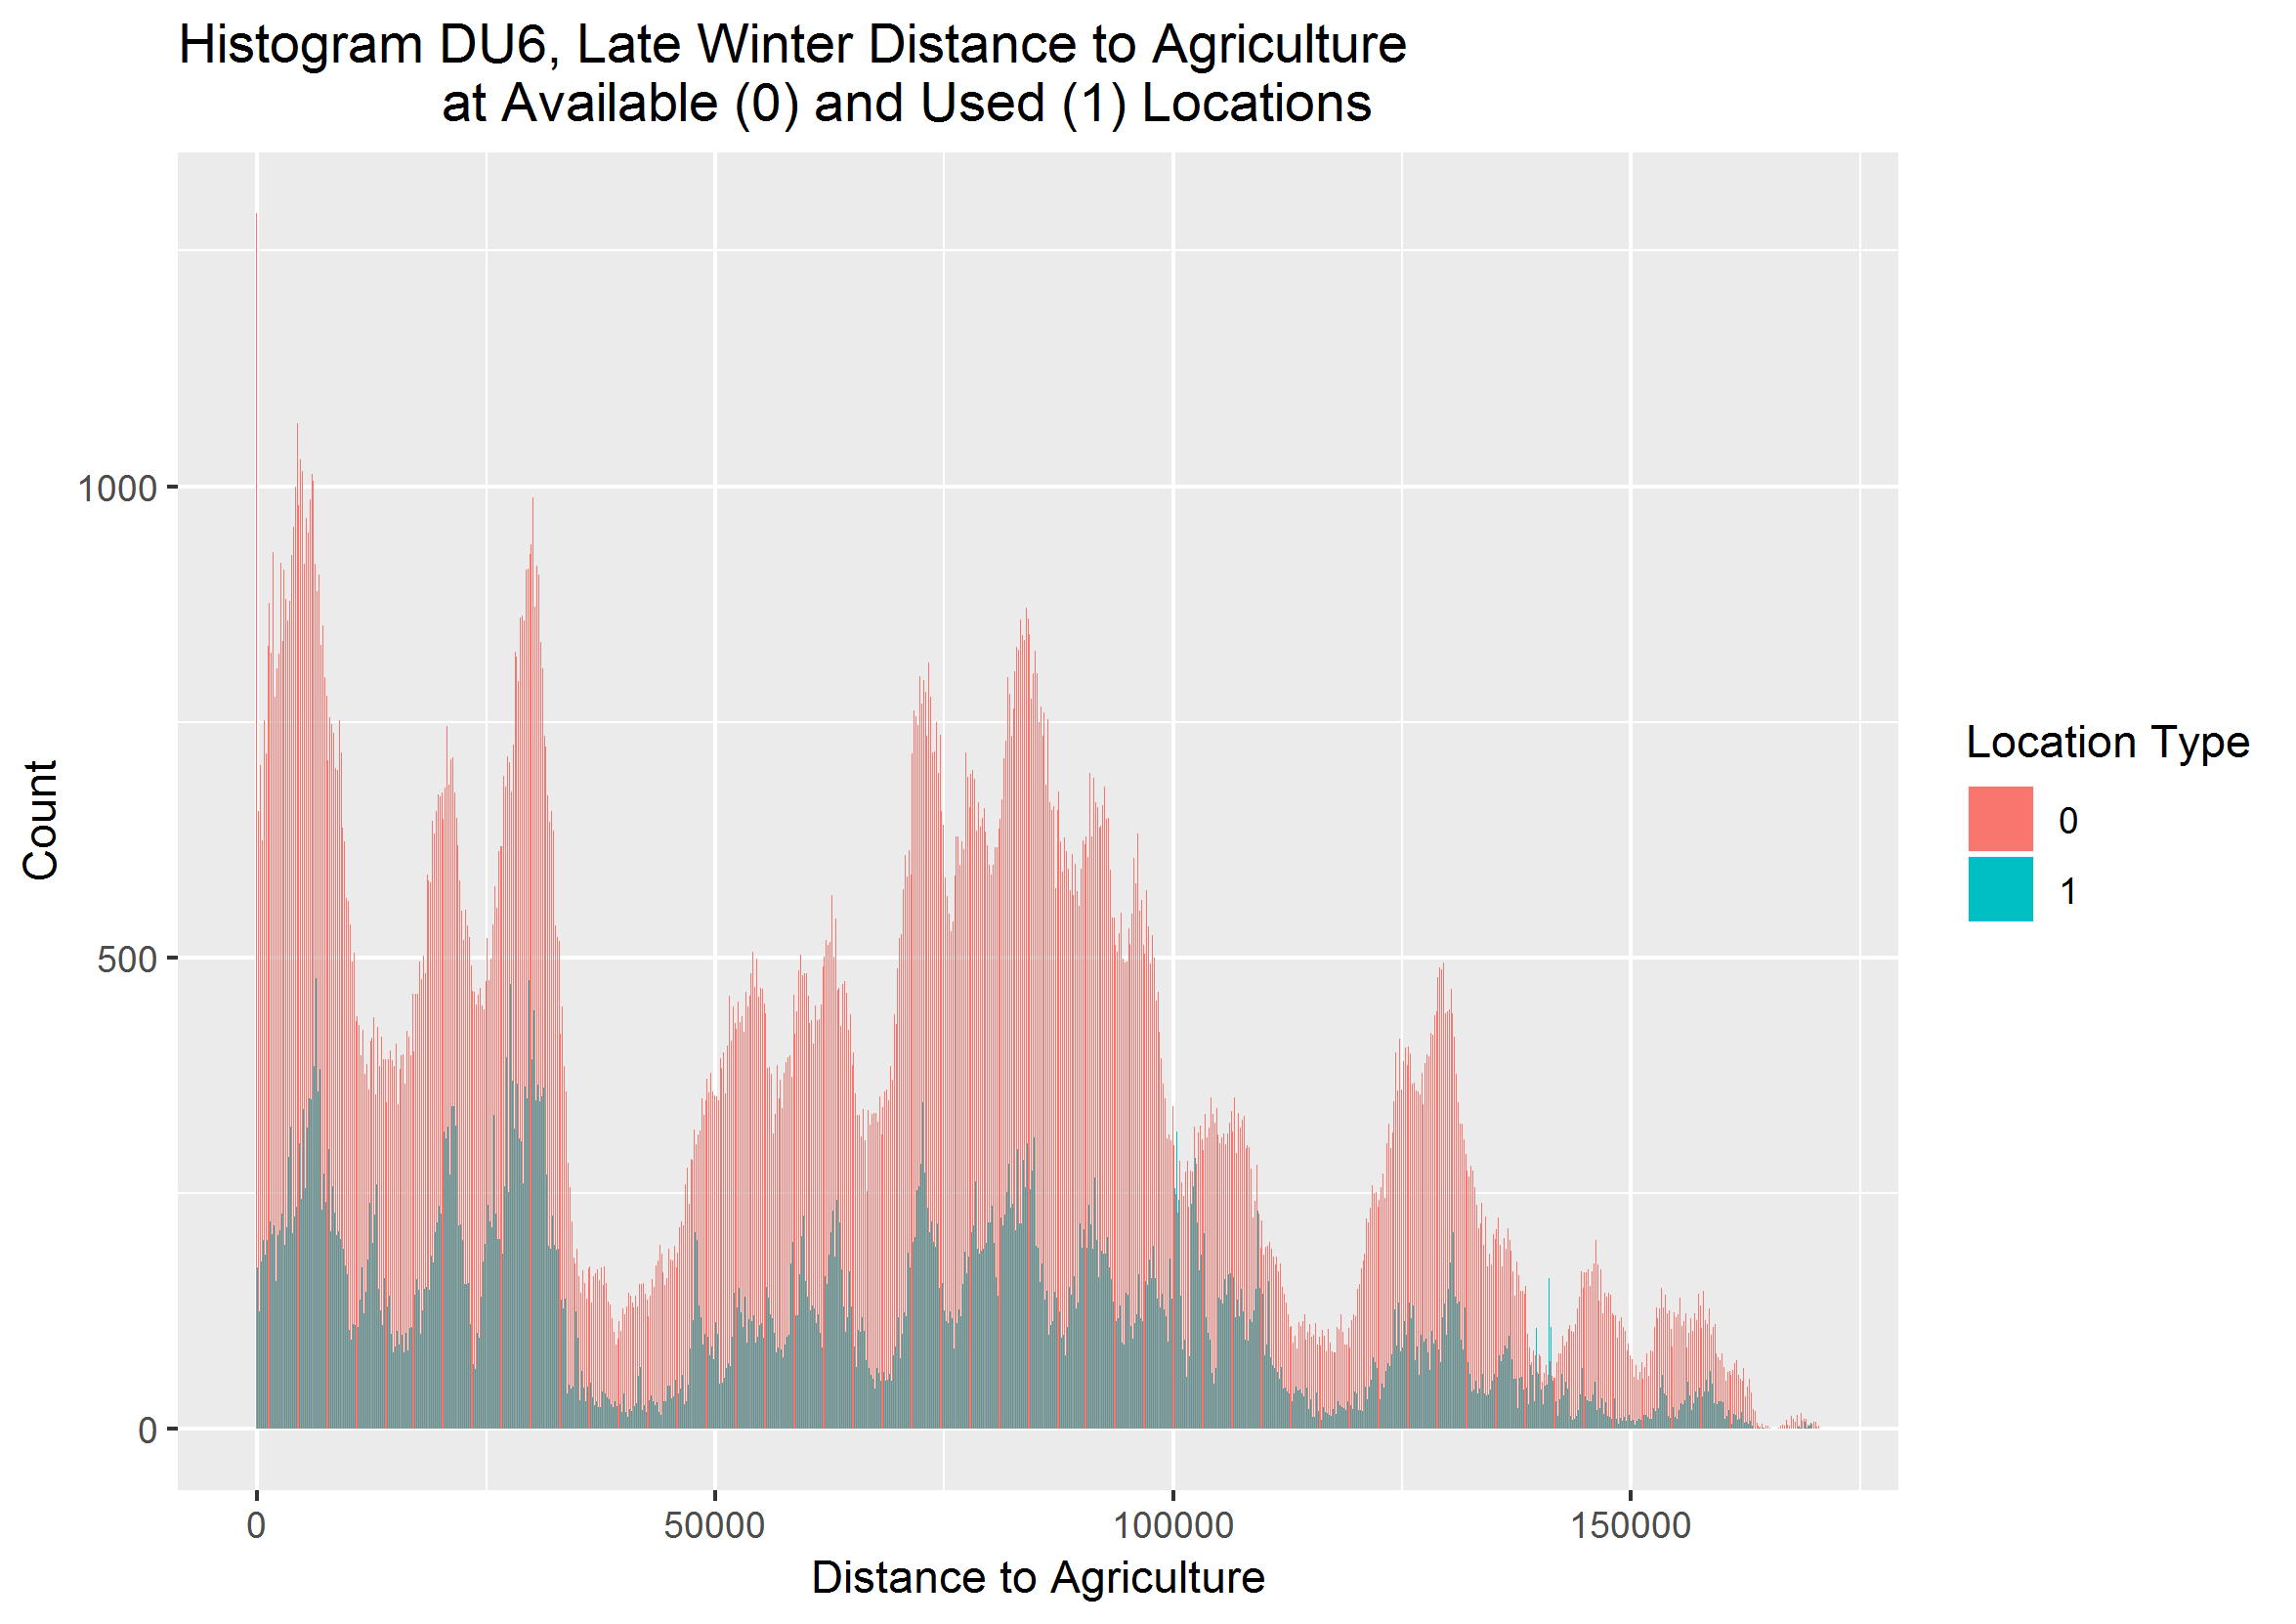 Histogram DU6, Late Winter Distance to Agriculture
at Available (0) and Used (1) Locations
Count
1000
500
0
0
50000
100000
150000
Distance to Agriculture
Location Type
0
1